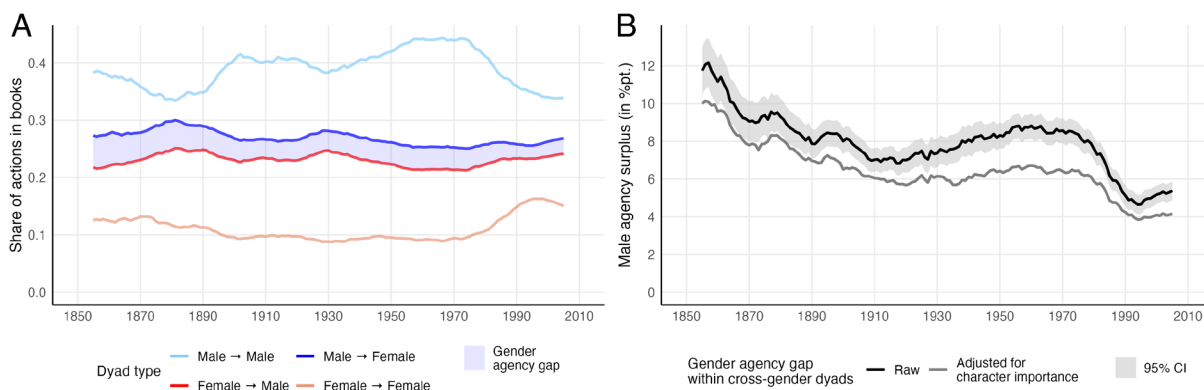 A
Share of actions in books
0.4
0.3
0.2
0.1
0.0
1850 1870 1890 1910 1930 1950 1970 1990 2010
Dyad type
Male → Male
Male → Female
Female → Male
Female → Female
Gender
agency gap
B
Male agency surplus (in %pt.)
12
10
8
6
4
2
0
1850 1870 1890 1910 1930 1950 1970 1990 2010
Gender agency gap
within cross-gender dyads
Raw
Adjusted for
character importance
95% CI